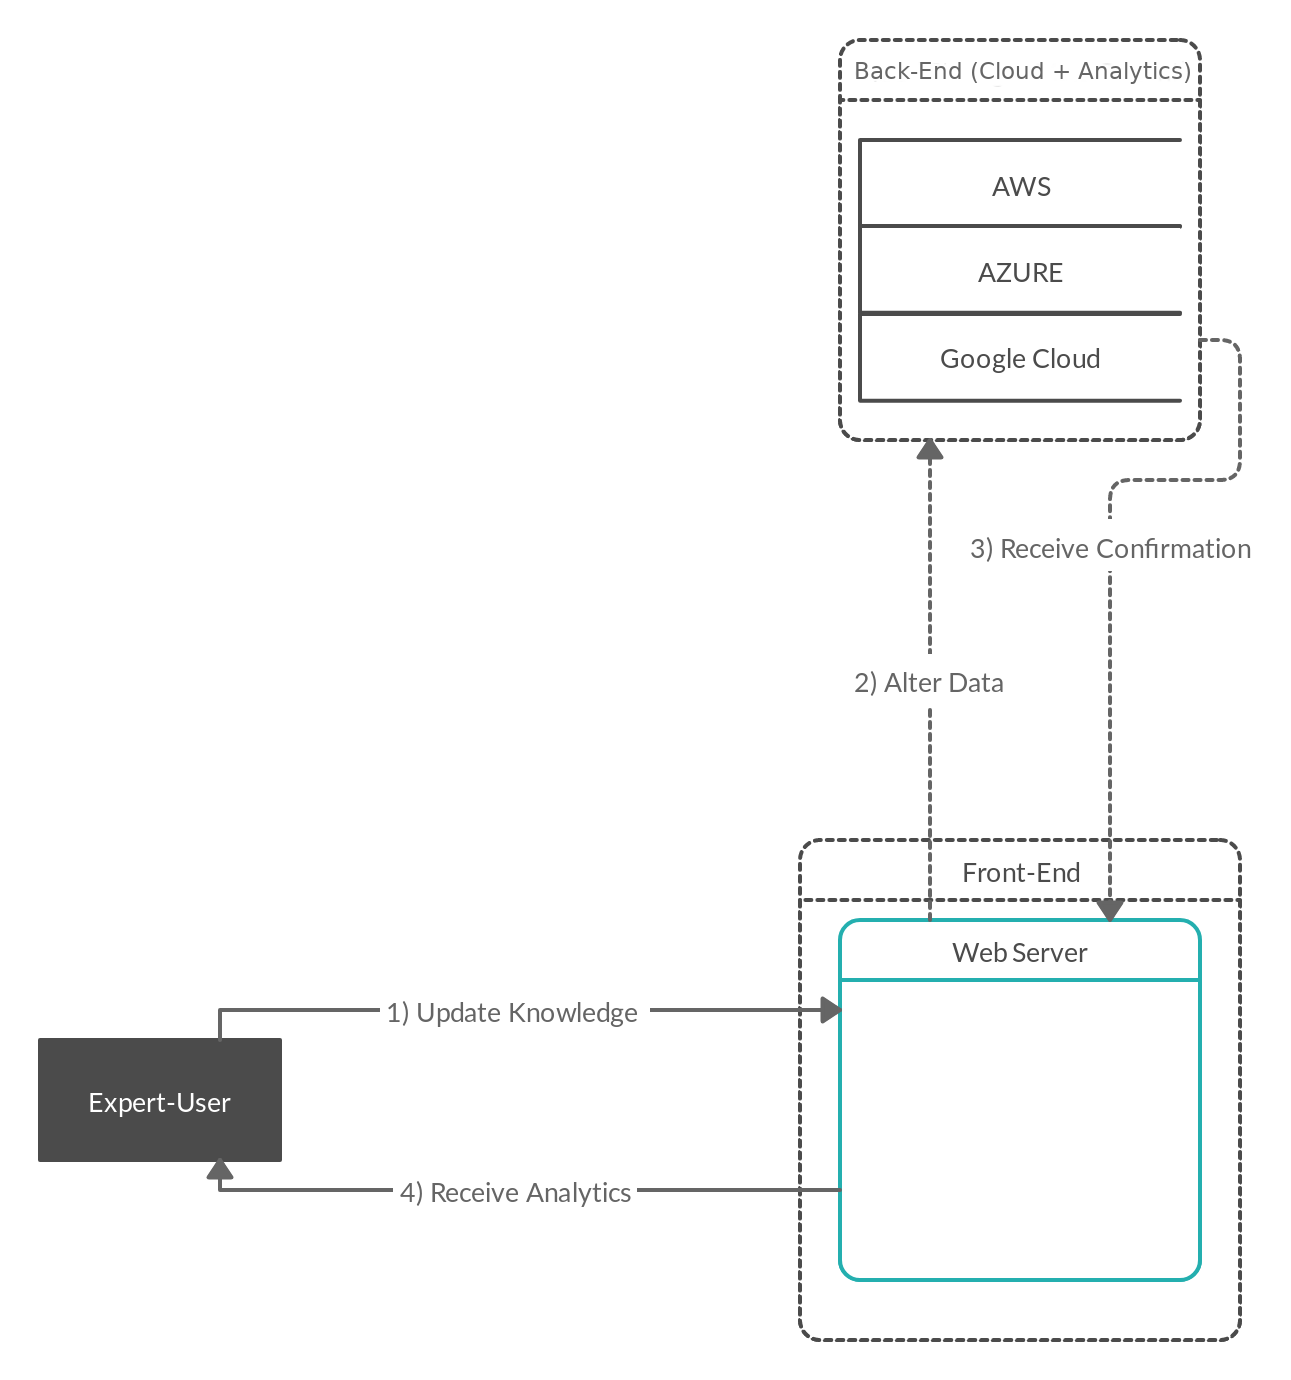 Back-End (Cloud + Analytics)
AWS
AZURE
Google Cloud
3) Receive Confirmation
2) Alter Data
Front-End
Web Server
1) Update Knowledge
Expert-User
4) Receive Analytics